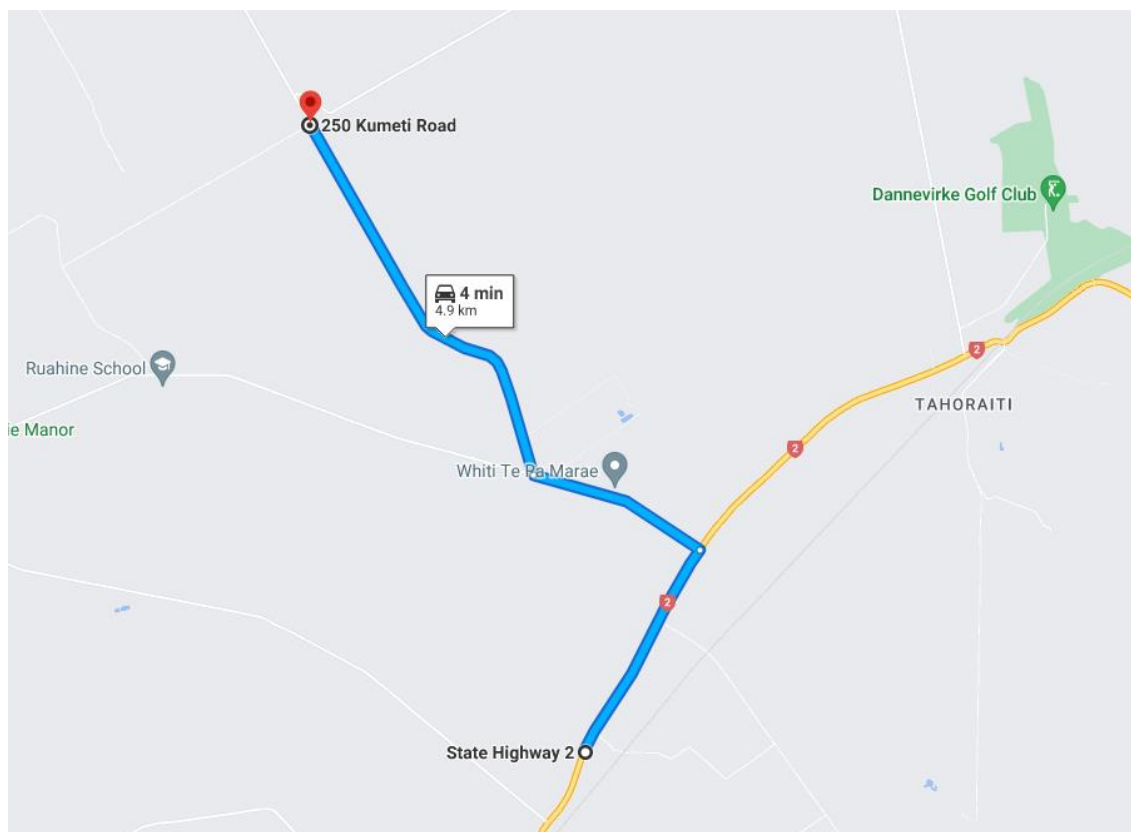 250 Kumeti Road
Dannevirke Golf Club
4 min
4.9 km
2
Ruahine School
TAHORAITI
ie Manor
2
Whiti Te Pa Marae
2
State Highway 2